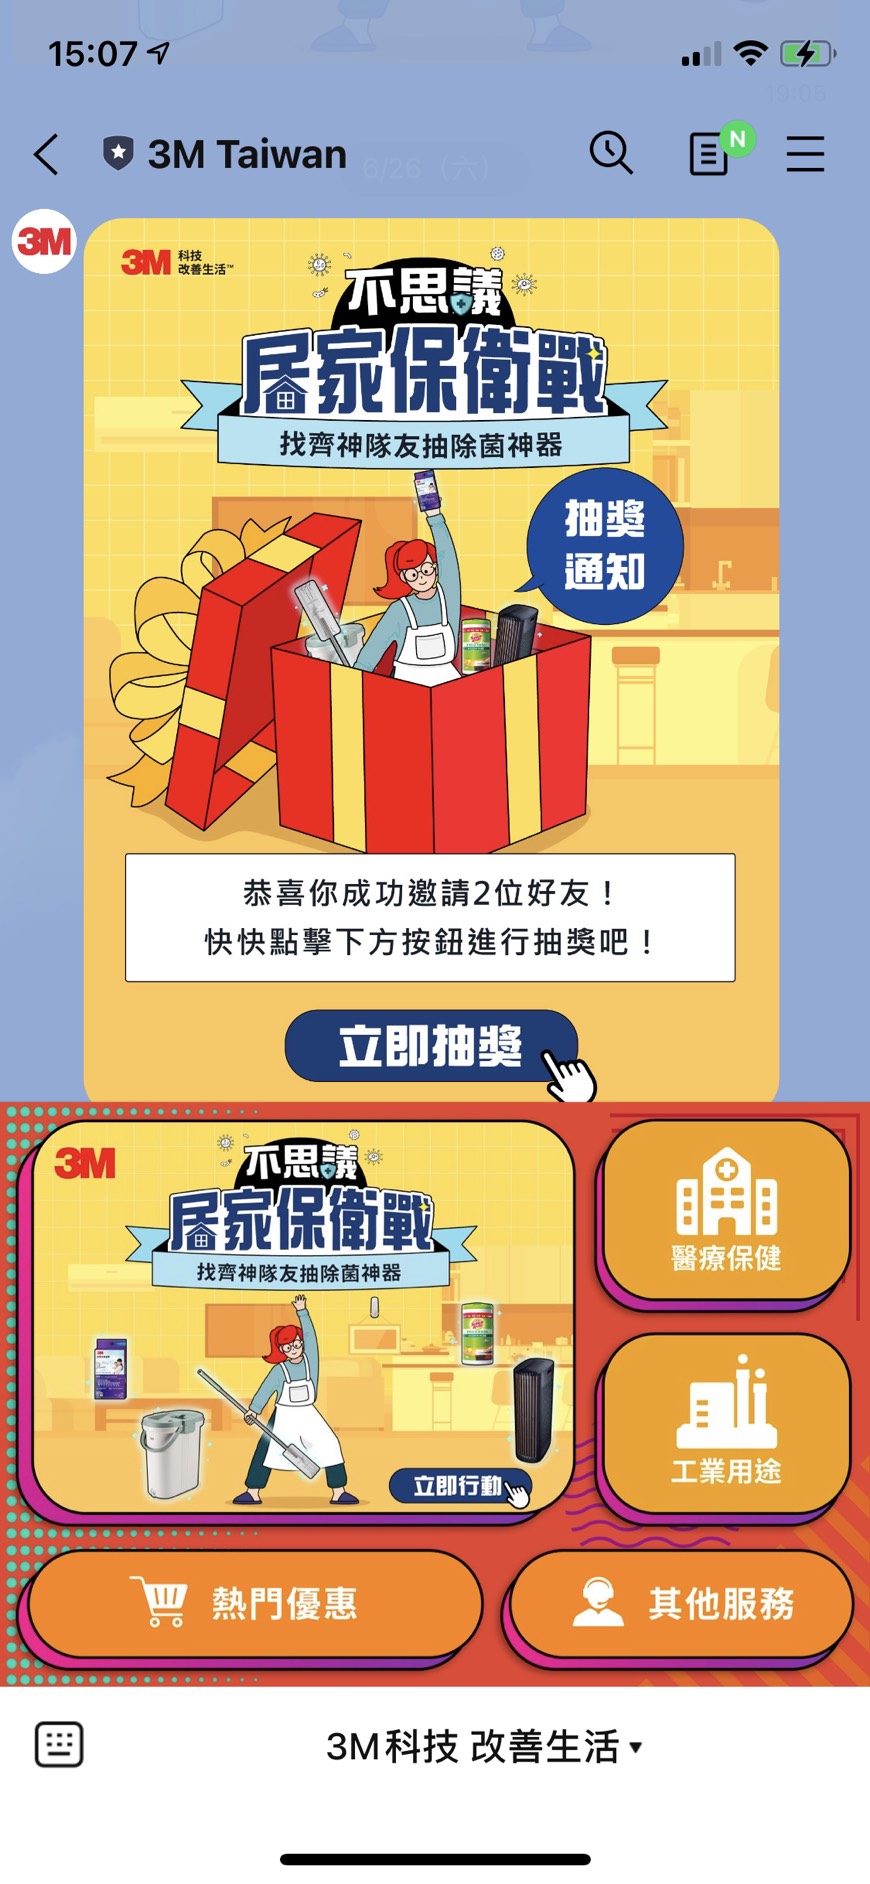 15:07
19:05
3M Taiwan
N
6/26（六）
3M
3M 科技
改善生活™
不思議
居家保衛戰
找齊神隊友抽除菌神器
抽獎
通知
恭喜你成功邀請2位好友！
快快點擊下方按鈕進行抽獎吧！
立即抽獎
3M
不思議
居家保衛戰
找齊神隊友抽除菌神器
立即行動
醫療保健
工業用途
熱門優惠
其他服務
3M科技 改善生活